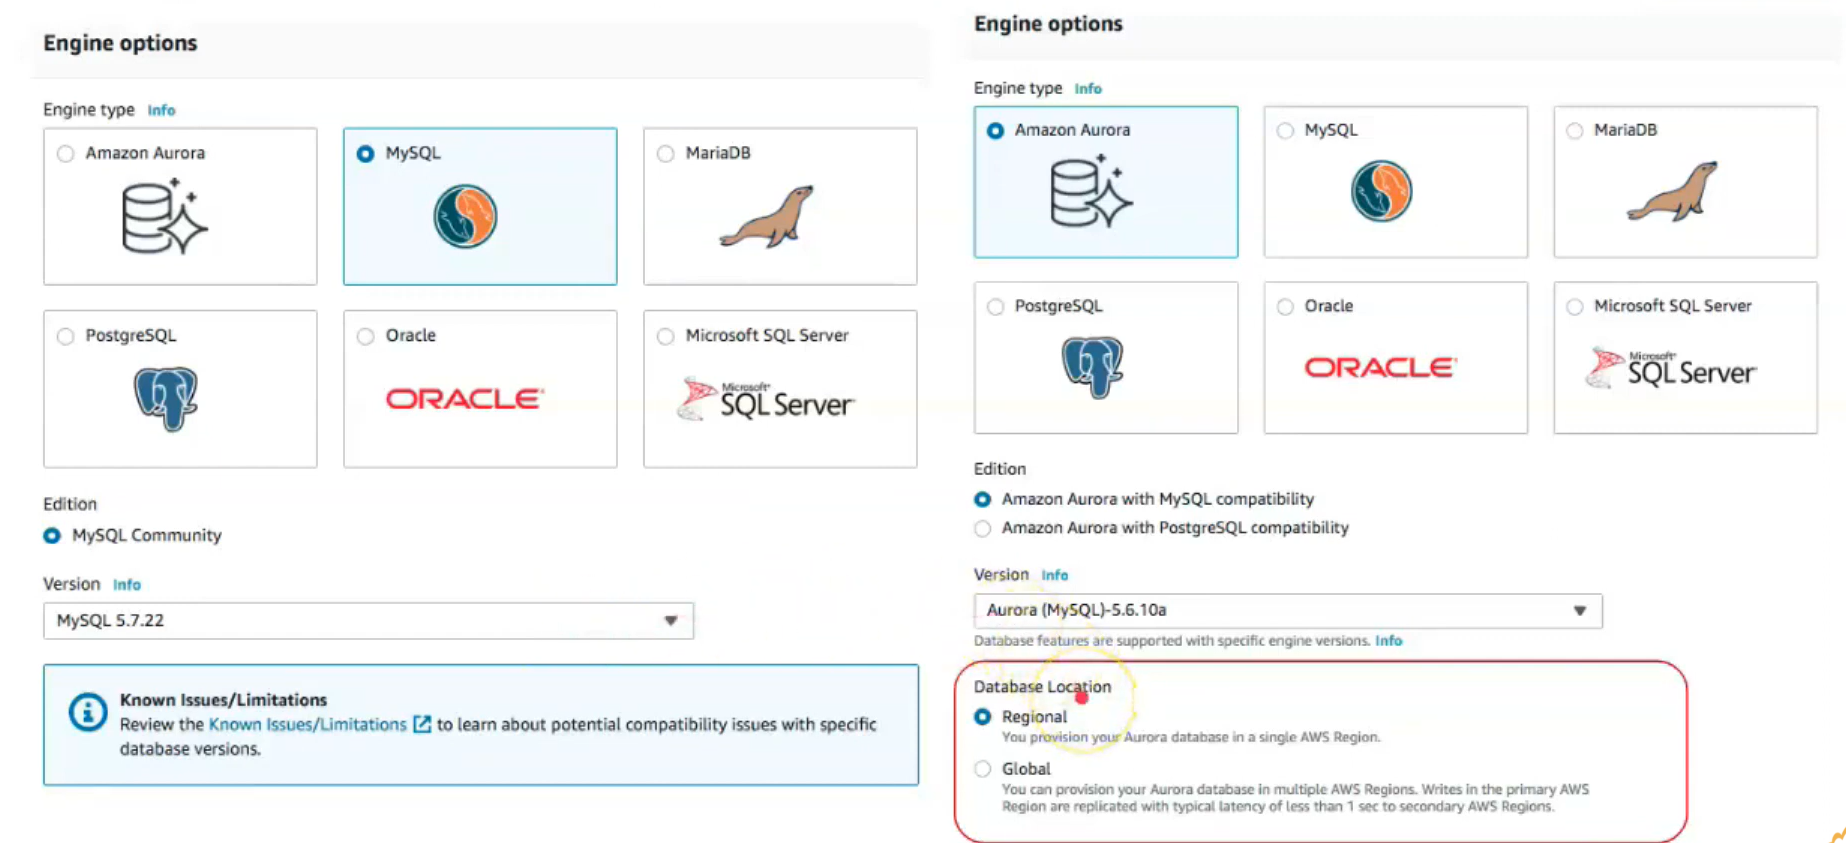 Engine options
Engine type Info
Amazon Aurora
MySQL
MariaDB
PostgreSQL
Oracle
ORACLE
Microsoft SQL Server
Microsoft
SQL Server
Edition
MySQL Community
Version Info
MySQL 5.7.22
Known Issues/Limitations
Review the Known Issues/Limitations to learn about potential compatibility issues with specific
database versions.
Engine options
Engine type Info
Amazon Aurora
MySQL
MariaDB
PostgreSQL
Oracle
ORACLE
Microsoft SQL Server
Microsoft
SQL Server
Edition
Amazon Aurora with MySQL compatibility
Amazon Aurora with PostgreSQL compatibility
Version Info
Aurora (MySQL)-5.6.10a
Database features are supported with specific engine versions. Info
Database Location
Regional
You provision your Aurora database in a single AWS Region.
Global
You can provision your Aurora database in multiple AWS Regions. Writes in the primary AWS
Region are replicated with typical latency of less than 1 sec to secondary AWS Regions.